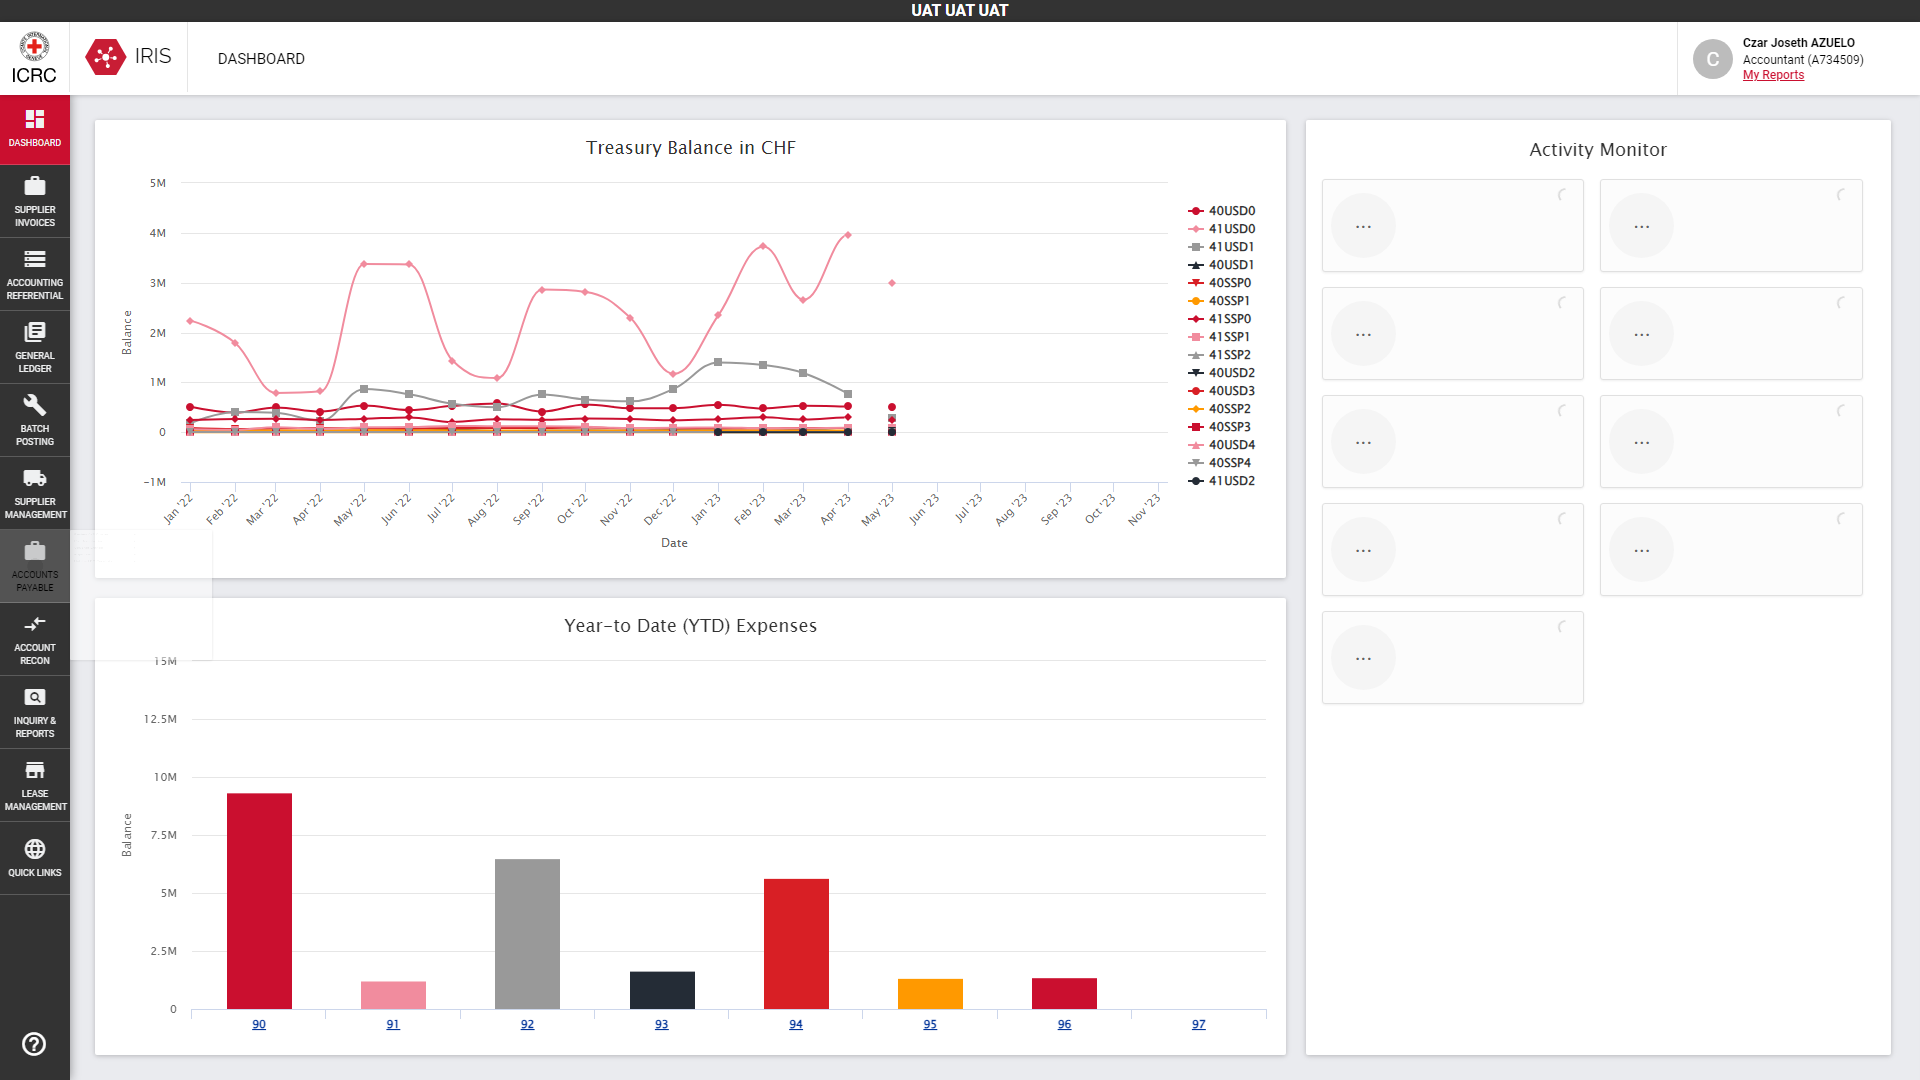 UAT UAT UAT
ICRC
IRIS
DASHBOARD
C
Czar Joseth AZUELO
Accountant (A734509)
My Reports
DASHBOARD
SUPPLIER
INVOICES
ACCOUNTING
REFERENTIAL
GENERAL
LEDGER
BATCH
POSTING
SUPPLIER
MANAGEMENT
ACCOUNTS
PAYABLE
ACCOUNT
RECON
INQUIRY &
REPORTS
LEASE
MANAGEMENT
QUICK LINKS
Treasury Balance in CHF
Balance
5M
4M
3M
2M
1M
0
-1M
Jan '22
Feb '22
Mar '22
Apr '22
May '22
Jun '22
Jul '22
Aug '22
Sep '22
Oct '22
Nov '22
Dec '22
Jan '23
Feb '23
Mar '23
Apr '23
May '23
Jun '23
Jul '23
Aug '23
Sep '23
Oct '23
Nov '23
Date
40USD0
41USD0
41USD1
40USD1
40SSP0
40SSP1
41SSP0
41SSP1
41SSP2
40USD2
40USD3
40SSP2
40SSP3
40USD4
40SSP4
41USD2
Year-to Date (YTD) Expenses
Balance
15M
12.5M
10M
7.5M
5M
2.5M
0
90
91
92
93
94
95
96
97
Activity Monitor
...
...
...
...
...
...
...
...
...